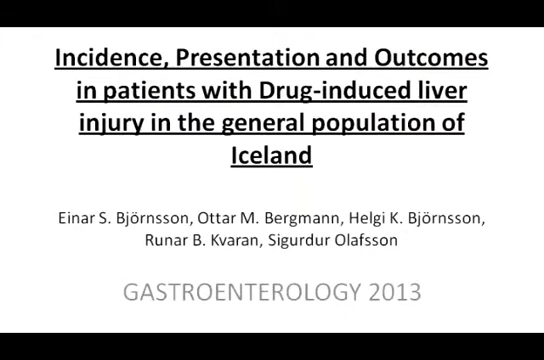 Incidence, Presentation and Outcomes
in patients with Drug-induced liver
injury in the general population of
Iceland
Einar S. Björnsson, Ottar M. Bergmann, Helgi K. Björnsson,
Runar B. Kvaran, Sigurdur Olafsson
GASTROENTEROLOGY 2013